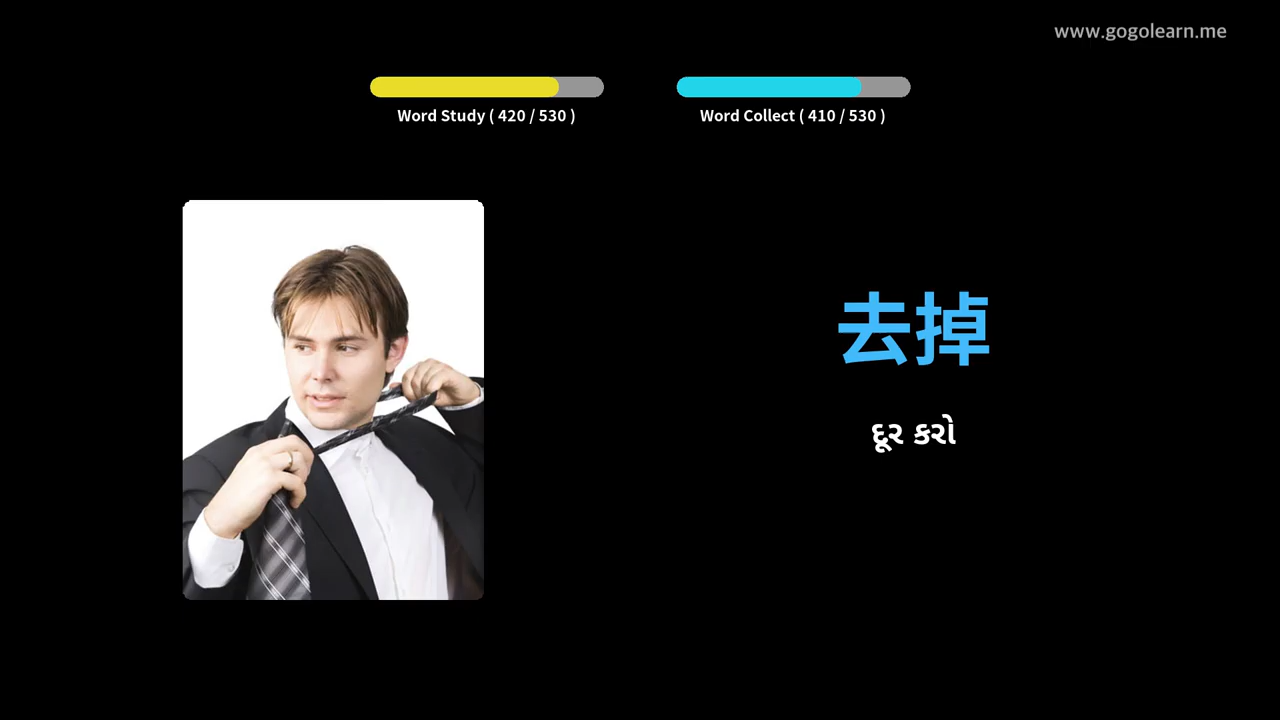 www.gogolearn.me
Word Study ( 420 / 530 )
Word Collect ( 410 / 530 )
去掉
દૂર કરો